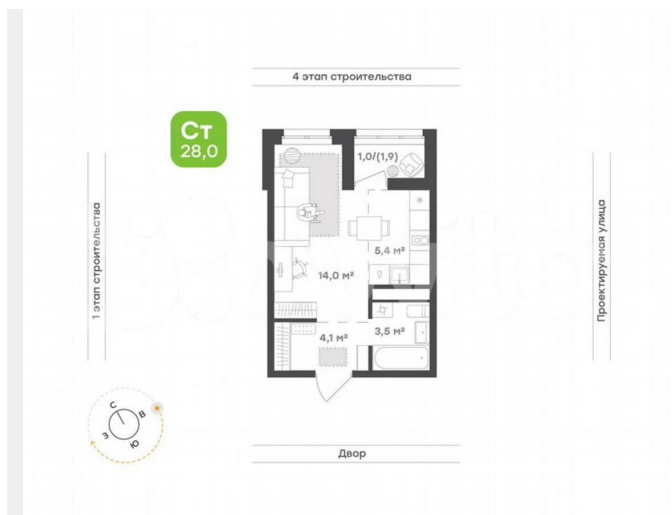 4 этап строительства
Ст
28,0
1,0/(1,9)
1 этап строительства
Проектируемая улица
5,4 м²
14,0 м²
4,1 м²
3,5 м²
С
В
З
Ю
Двор